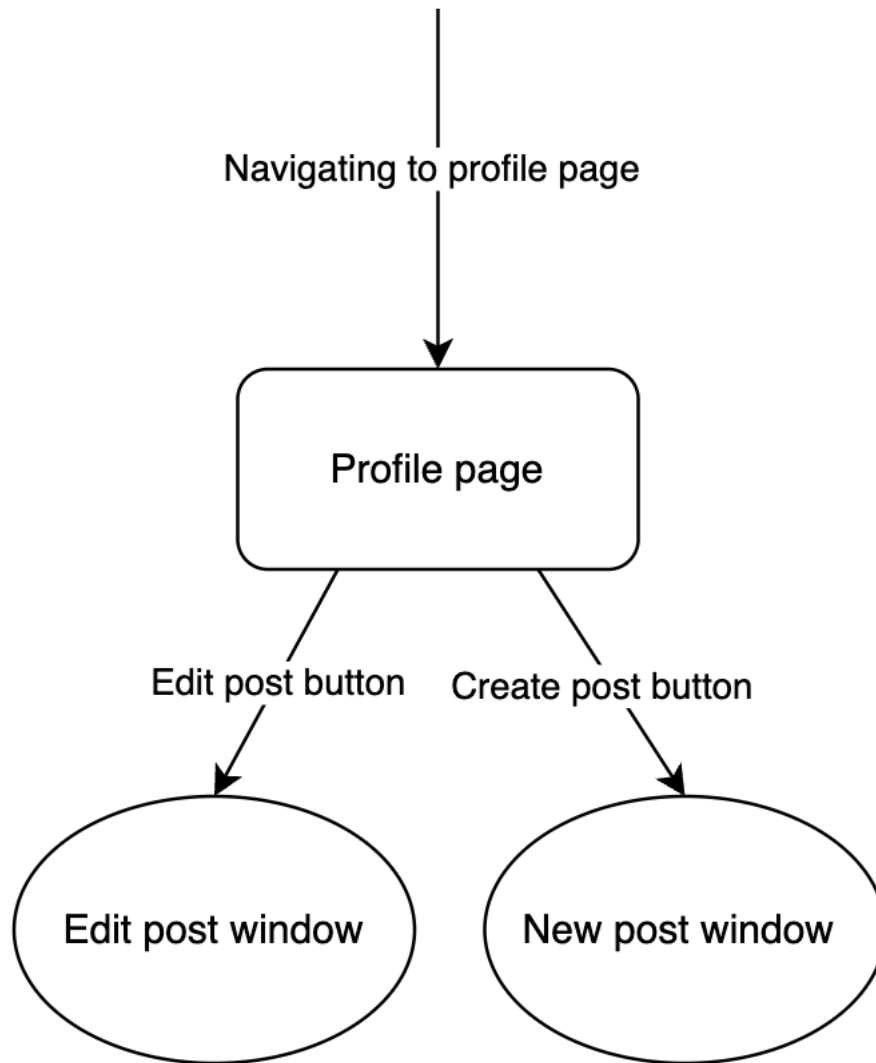 Navigating to profile page
Profile page
Edit post button
Create post button
Edit post window
New post window